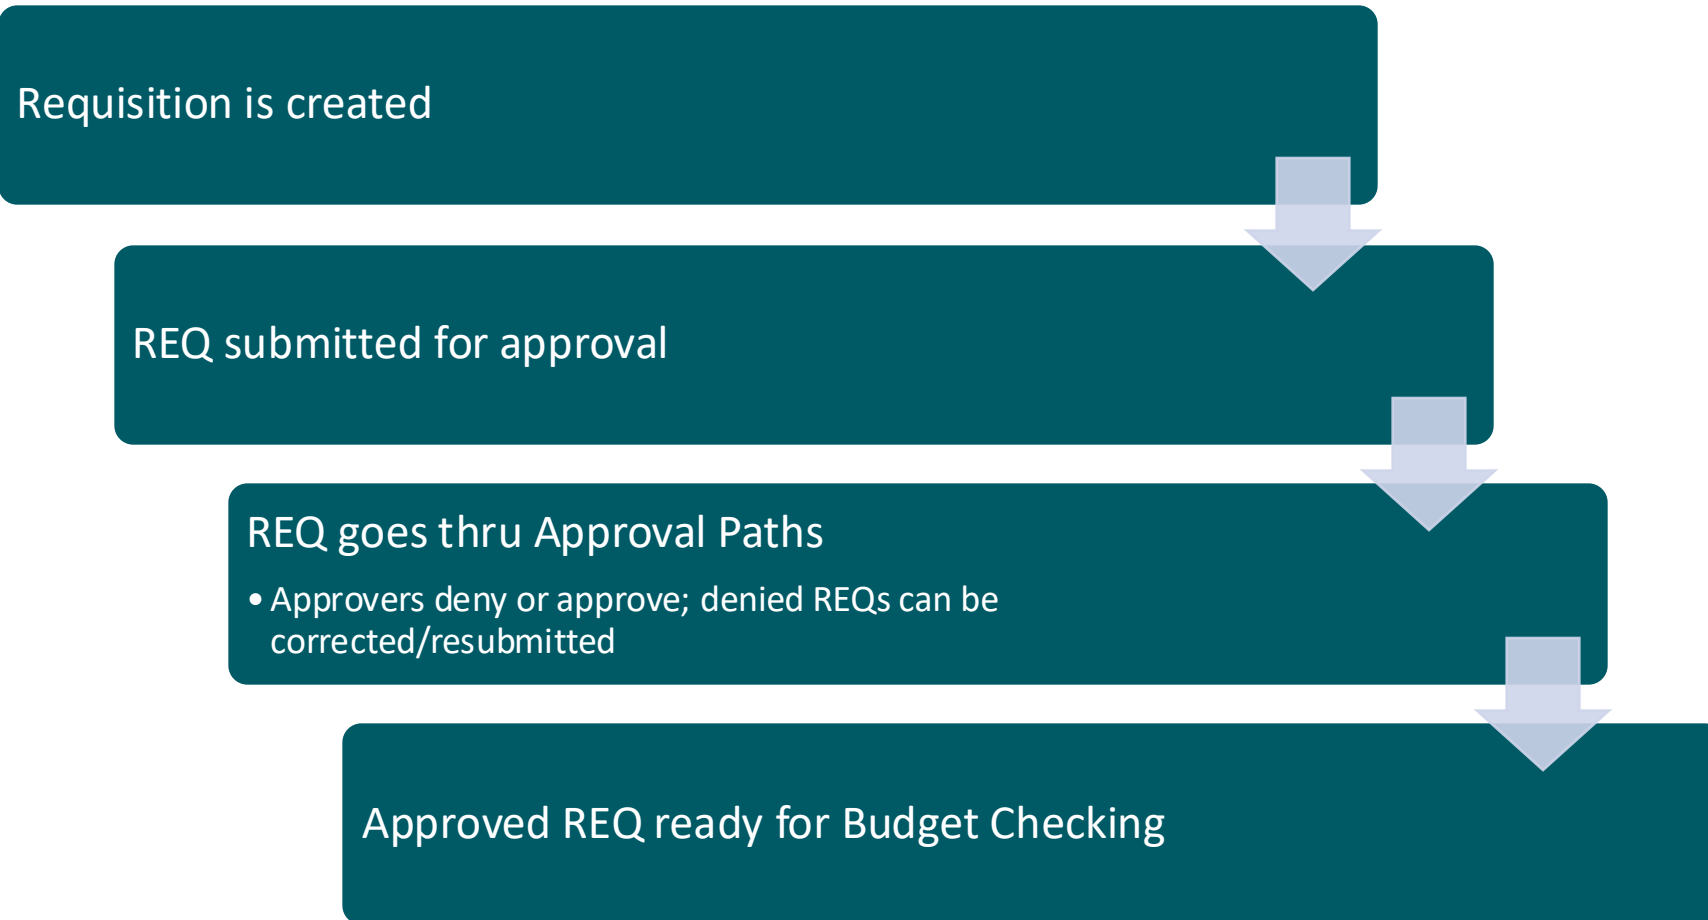 Requisition is created
REQ submitted for approval
REQ goes thru Approval Paths
• Approvers deny or approve; denied REQs can be
corrected/resubmitted
Approved REQ ready for Budget Checking